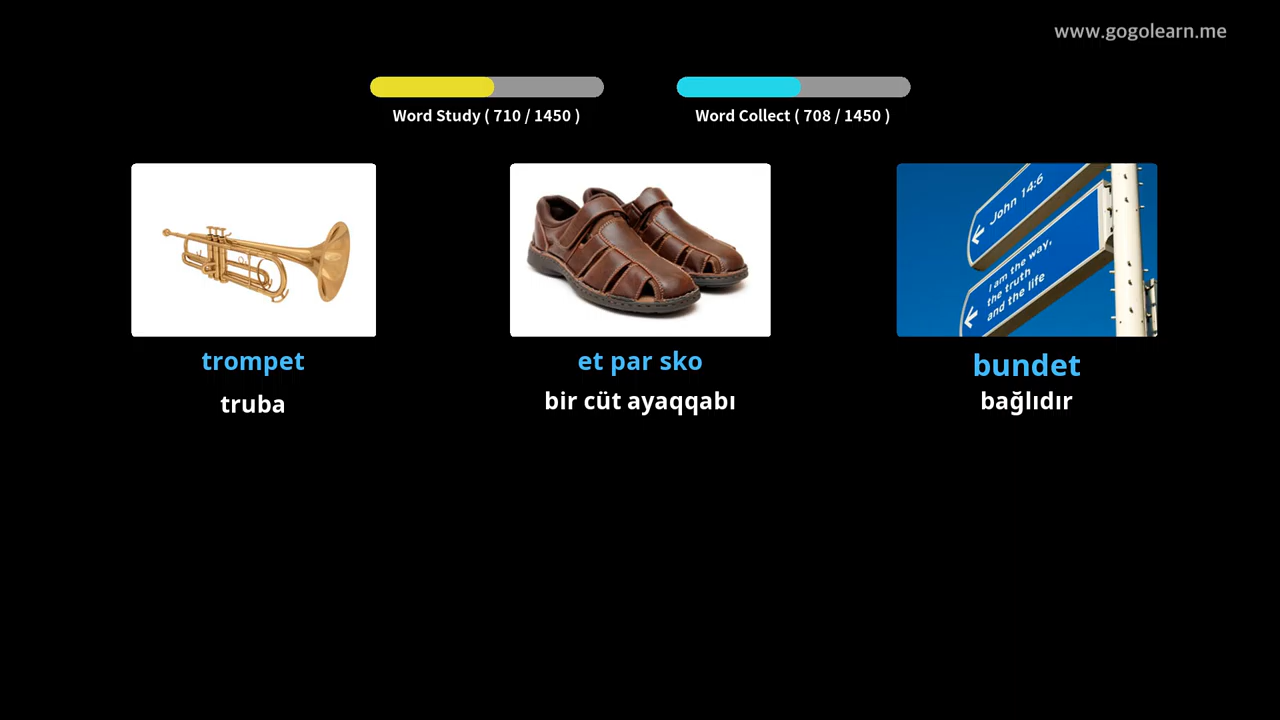 www.gogolearn.me
Word Study ( 710 / 1450 )
Word Collect ( 708 / 1450 )
John 14:6
I am the way,
the truth
and the life
trompet
et par sko
bundet
truba
bir cüt ayaqqabı
bağlıdır